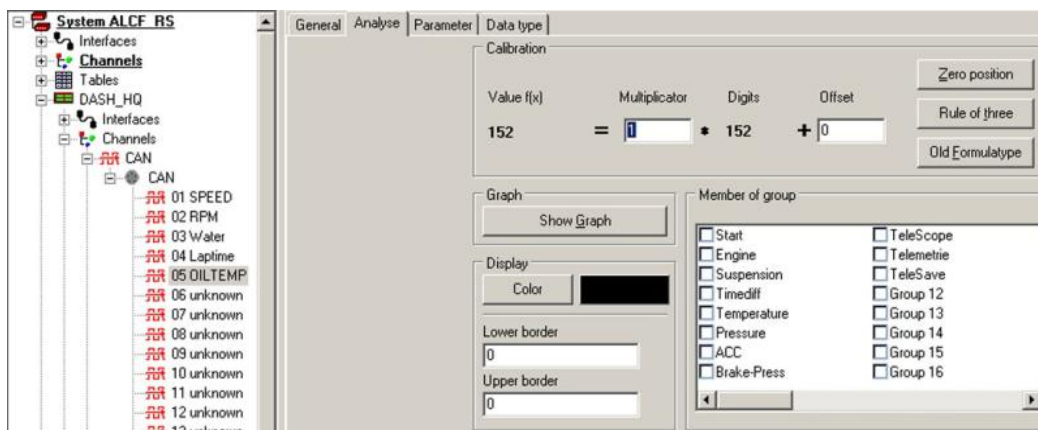 System ALCF_RS
Interfaces
Channels
Tables
DASH_HQ
Interfaces
Channels
CAN
CAN
01 SPEED
02 RPM
03 Water
04 Laptime
05 OILTEMP
06 unknown
07 unknown
08 unknown
09 unknown
10 unknown
11 unknown
12 unknown
General Analyse Parameter Data type
Calibration
Value f(x) Multiplicator Digits Offset
152 = 1 * 152 + 0
Zero position
Rule of three
Old Formulatype
Graph
Show Graph
Display
Color
Lower border
0
Upper border
0
Member of group
Start TeleScope
Engine Telemetrie
Suspension TeleSave
Timediff Group 12
Temperature Group 13
Pressure Group 14
ACC Group 15
Brake-Press Group 16